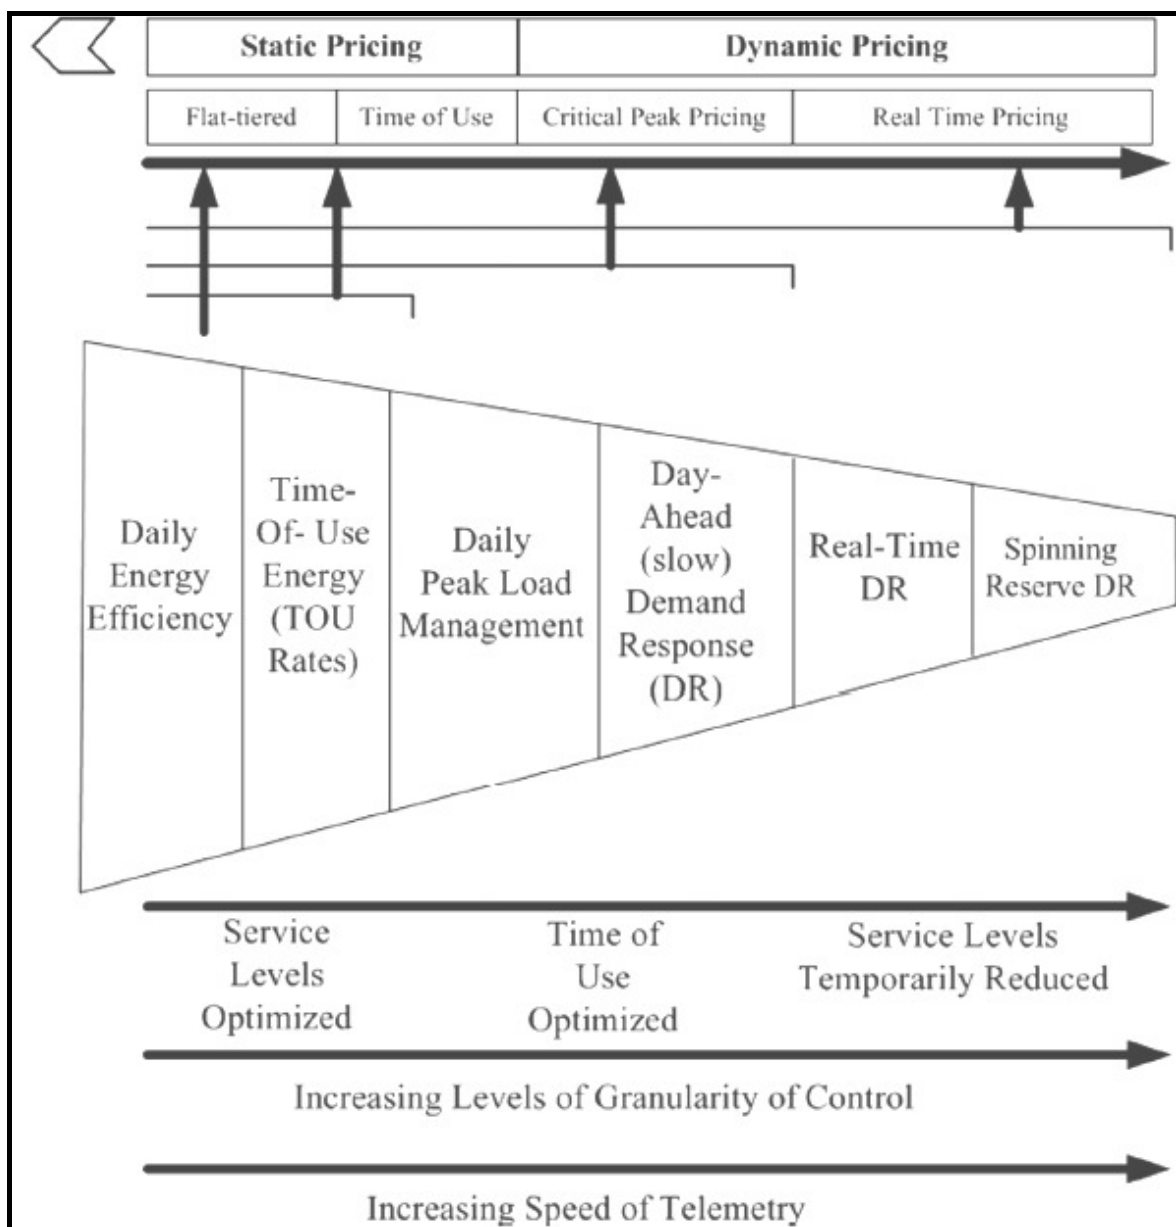 Static Pricing
Dynamic Pricing
Flat-tiered
Time of Use
Critical Peak Pricing
Real Time Pricing
Daily
Energy
Efficiency
Time-
Of- Use
Energy
(TOU
Rates)
Daily
Peak Load
Management
Day-
Ahead
(slow)
Demand
Response
(DR)
Real-Time
DR
Spinning
Reserve DR
Service
Levels
Optimized
Time of
Use
Optimized
Service Levels
Temporarily Reduced
Increasing Levels of Granularity of Control
Increasing Speed of Telemetry